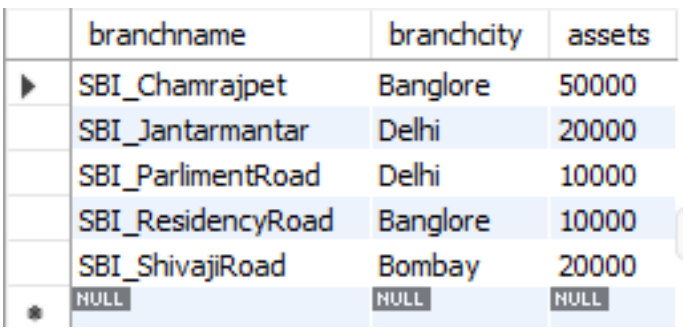 branchname branchcity assets
SBI_Chamrajpet Banglore 50000
SBI_Jantarmantar Delhi 20000
SBI_ParlimentRoad Delhi 10000
SBI_ResidencyRoad Banglore 10000
SBI_ShivajiRoad Bombay 20000
NULL NULL NULL